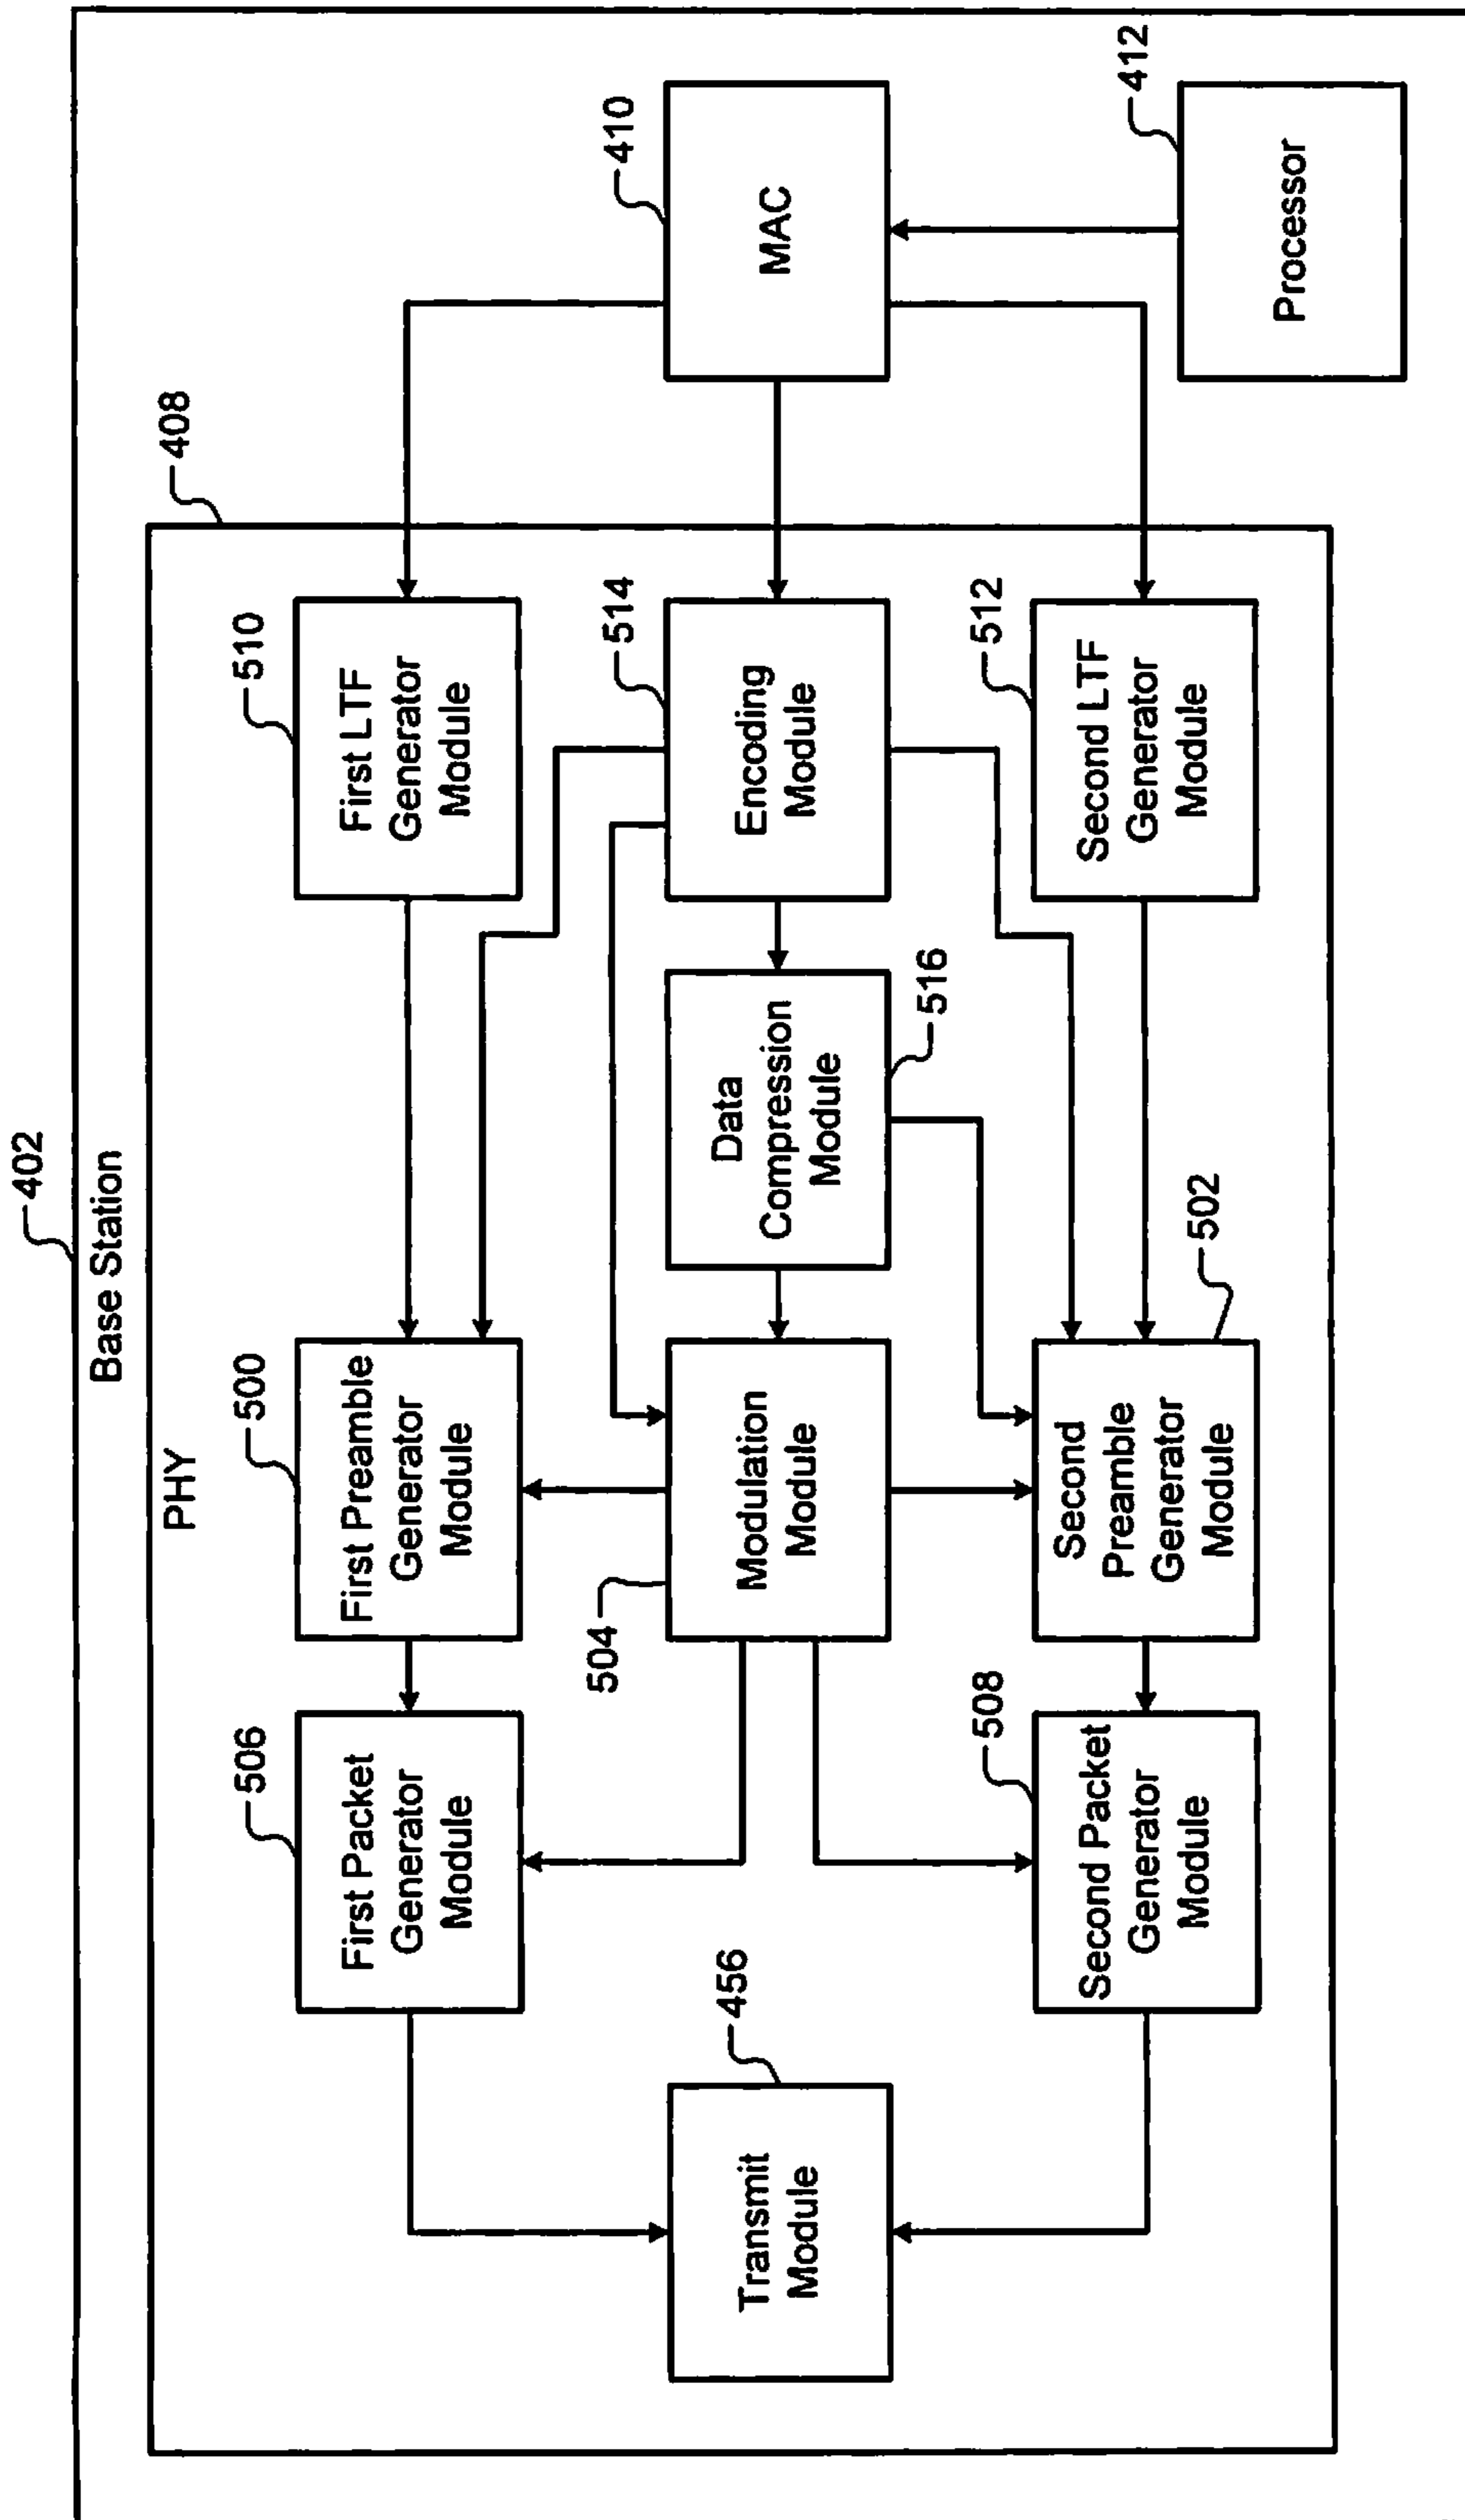 402
Base Station
PHY
408
506
First Packet
Generator
Module
500
First Preamble
Generator
Module
510
First LTF
Generator
Module
456
Transmit
Module
504
Modulation
Module
Data
Compression
Module
516
514
Encoding
Module
410
MAC
508
Second Packet
Generator
Module
Second
Preamble
Generator
Module
502
512
Second LTF
Generator
Module
412
Processor